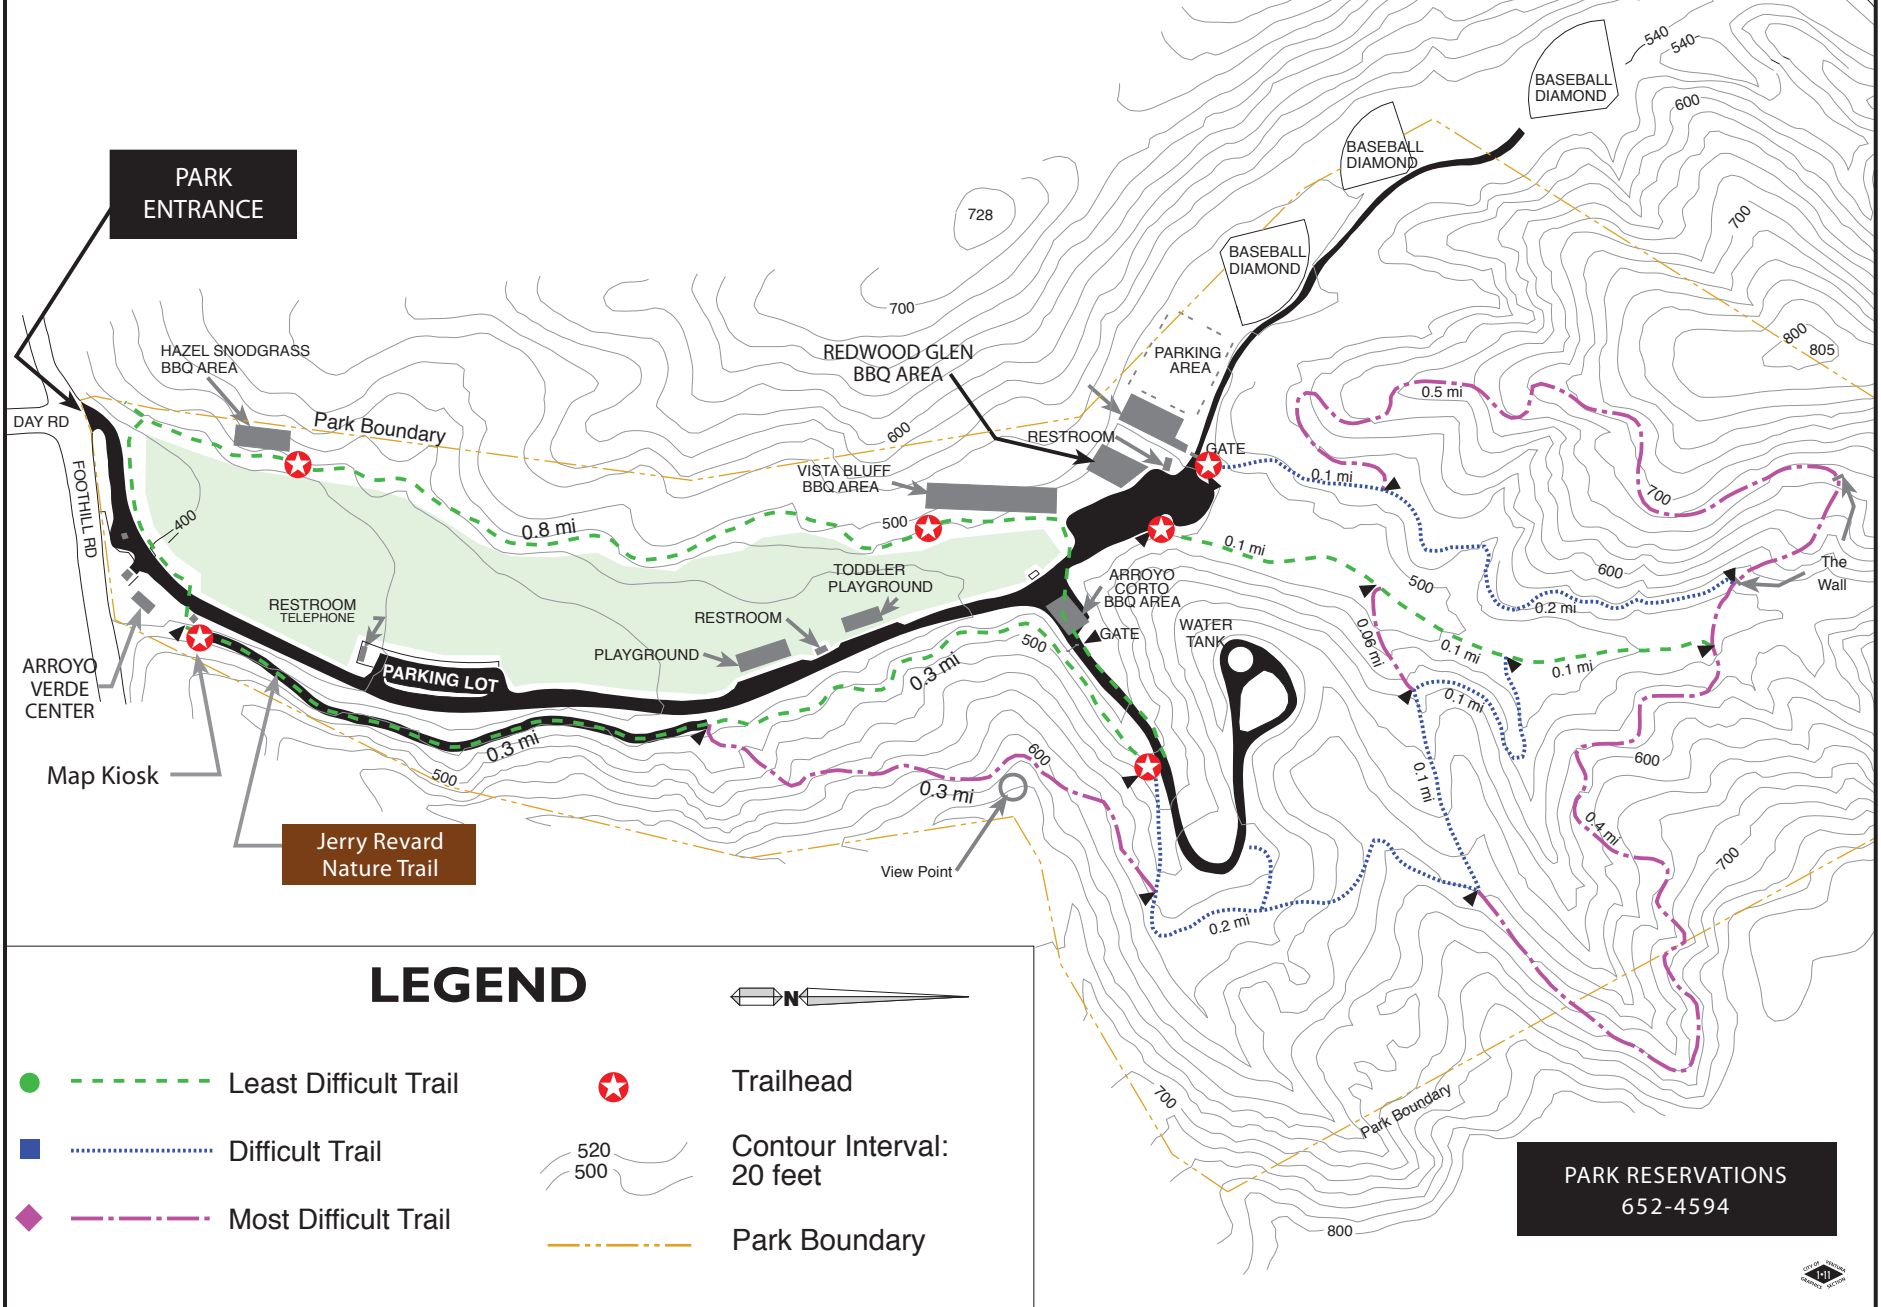 540
540
BASEBALL
DIAMOND
600
BASEBALL
DIAMOND
PARK
ENTRANCE
728
700
BASEBALL
DIAMOND
700
800
805
HAZEL SNODGRASS
BBQ AREA
REDWOOD GLEN
BBQ AREA
PARKING
AREA
0.5 mi
DAY RD
Park Boundary
600
RESTROOM
GATE
FOOTHILL RD
VISTA BLUFF
BBQ AREA
0.1 mi
700
400
0.8 mi
500
0.1 mi
600
The
Wall
TODDLER
PLAYGROUND
ARROYO
CORTO
BBQ AREA
500
0.2 mi
RESTROOM
TELEPHONE
RESTROOM
GATE
WATER
TANK
500
0.06 mi
0.1 mi
0.1 mi
PLAYGROUND
PARKING LOT
0.3 mi
0.1 mi
ARROYO
VERDE
CENTER
0.3 mi
600
600
Map Kiosk
500
0.3 mi
0.1 mi
0.4 mi
Jerry Revard
Nature Trail
View Point
700
0.2 mi
LEGEND
N
Least Difficult Trail
Trailhead
Difficult Trail
520
500
Contour Interval:
20 feet
Most Difficult Trail
Park Boundary
700
Park Boundary
800
PARK RESERVATIONS
652-4594
CITY OF VENTURA
1•11
GRAPHICS SECTION